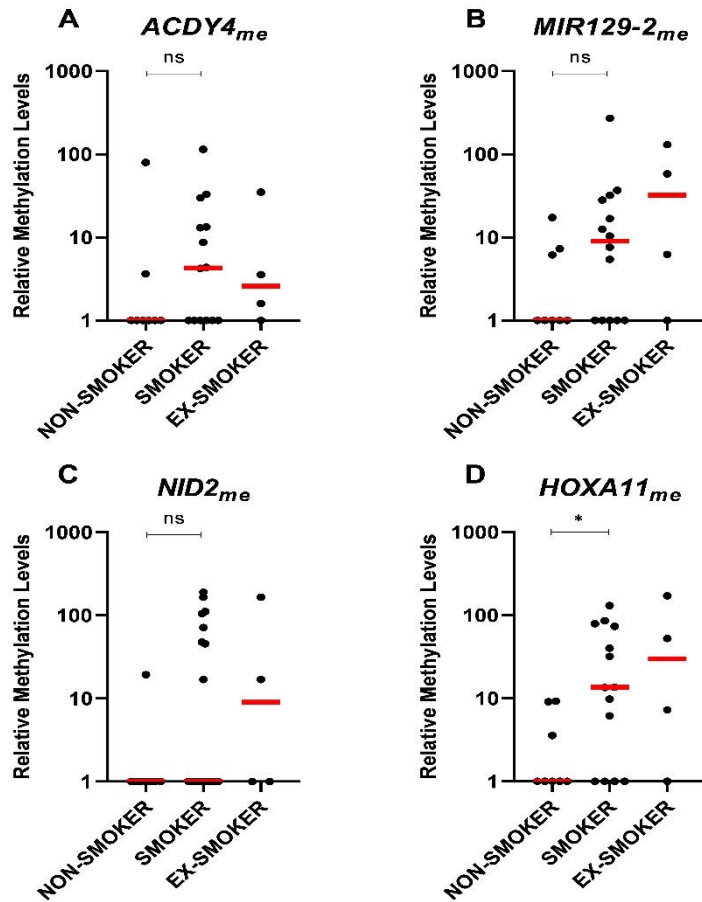 A
ACDY4me
ns
Relative Methylation Levels
1000
100
10
1
NON-SMOKER
SMOKER
EX-SMOKER
B
MIR129-2me
ns
Relative Methylation Levels
1000
100
10
1
NON-SMOKER
SMOKER
EX-SMOKER
C
NID2me
ns
Relative Methylation Levels
1000
100
10
1
NON-SMOKER
SMOKER
EX-SMOKER
D
HOXA11me
*
Relative Methylation Levels
1000
100
10
1
NON-SMOKER
SMOKER
EX-SMOKER